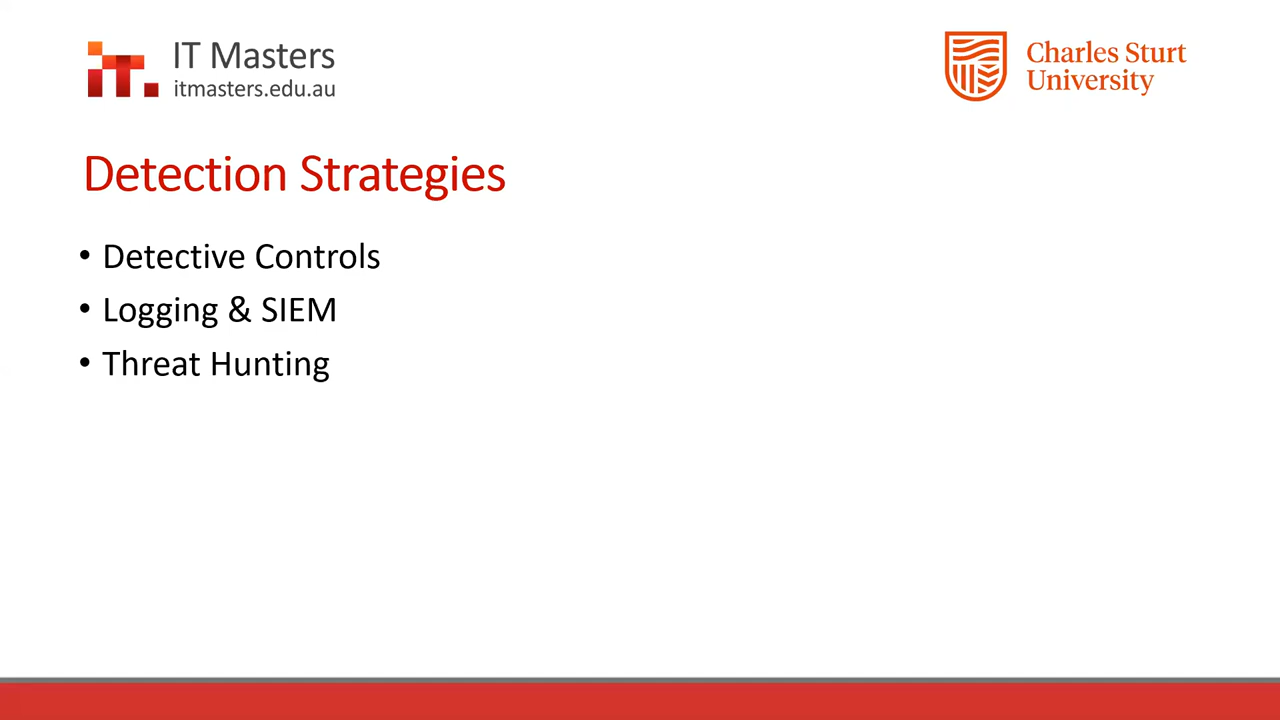 IT Masters
itmasters.edu.au
Charles Sturt
University
Detection Strategies
• Detective Controls
• Logging & SIEM
• Threat Hunting